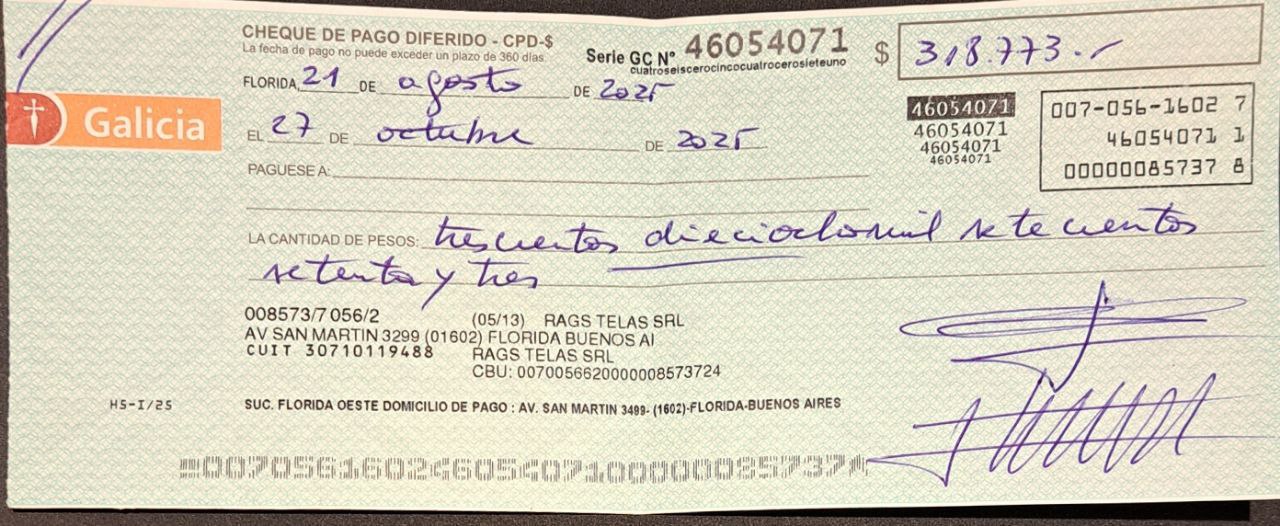 CHEQUE DE PAGO DIFERIDO - CPD-$
La fecha de pago no puede exceder un plazo de 360 días.
Serie GC Nº 46054071
cuatroseiscerocincocuatrocerosieteuno
$ 318.773.-
FLORIDA, 21 DE agosto DE 2025
Galicia
EL 27 DE octubre DE 2025
46054071
46054071
46054071
46054071
007-056-1602 7
46054071 1
00000085737 8
PAGUESE A:
LA CANTIDAD DE PESOS: trescientos dieciocho mil setecientos
setenta y tres
008573/7 056/2 (05/13) RAGS TELAS SRL
AV SAN MARTIN 3299 (01602) FLORIDA BUENOS AI
CUIT 30710119488 RAGS TELAS SRL
CBU: 0070056620000008573724
HS-I/25
SUC. FLORIDA OESTE DOMICILIO DE PAGO : AV. SAN MARTIN 3499- (1602)-FLORIDA-BUENOS AIRES
00705616024605407100000085737